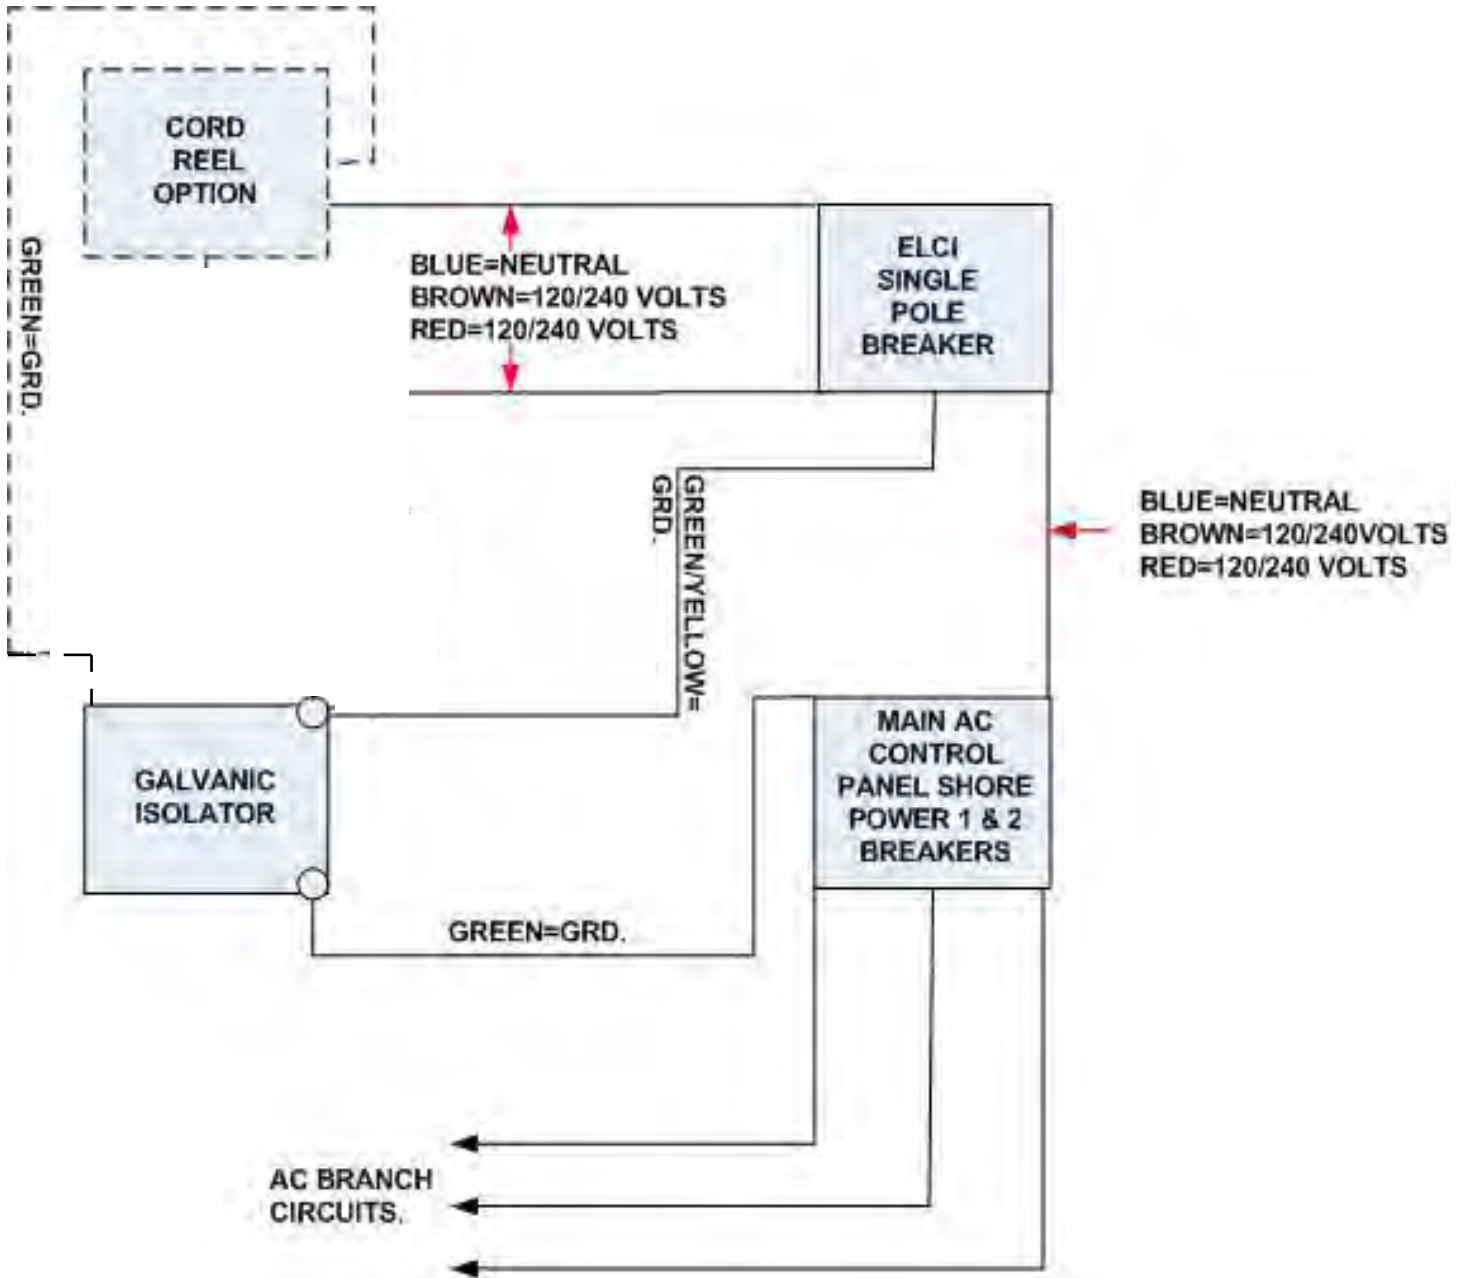 CORD
REEL
OPTION
GREEN=GRD.
BLUE=NEUTRAL
BROWN=120/240 VOLTS
RED=120/240 VOLTS
ELCI
SINGLE
POLE
BREAKER
GREEN/YELLOW=
GRD.
BLUE=NEUTRAL
BROWN=120/240VOLTS
RED=120/240 VOLTS
GALVANIC
ISOLATOR
MAIN AC
CONTROL
PANEL SHORE
POWER 1 & 2
BREAKERS
GREEN=GRD.
AC BRANCH
CIRCUITS.